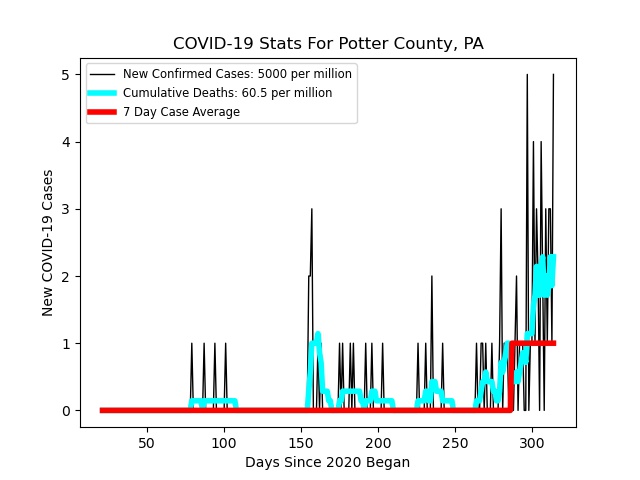 COVID-19 Stats For Potter County, PA
New Confirmed Cases: 5000 per million
Cumulative Deaths: 60.5 per million
7 Day Case Average
New COVID-19 Cases
5
4
3
2
1
0
50 100 150 200 250 300
Days Since 2020 Began